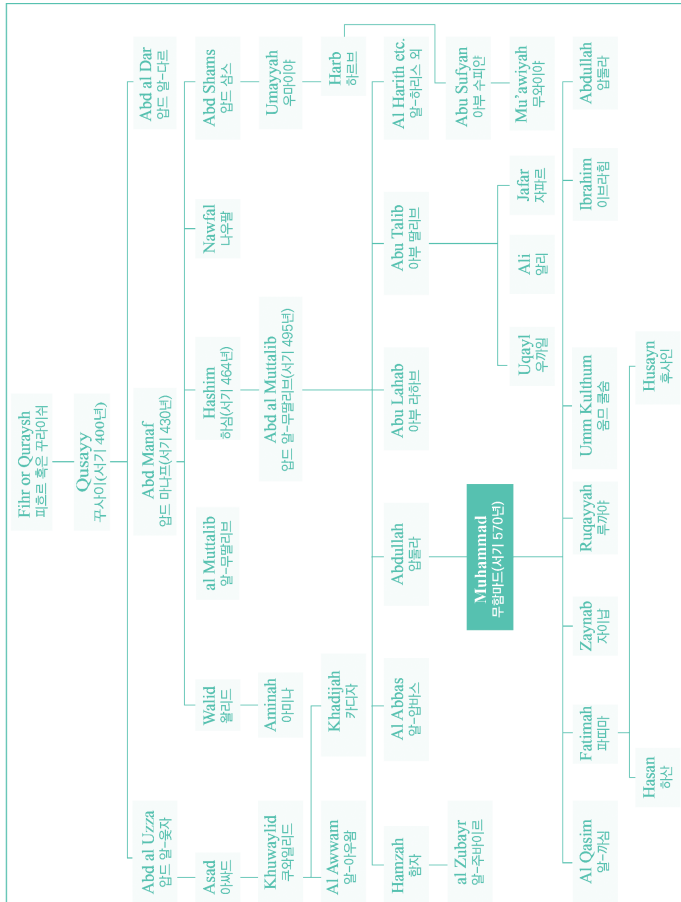 Fihr or Quraysh
피흐르 혹은 꾸라이쉬
Qusayy
꾸사이(서기 400년)
Abd al Uzza
압드 알-웃자
Abd Manaf
압드 마나프(서기 430년)
Abd al Dar
압드 알-다르
Asad
아싸드
Walid
왈리드
al Muttalib
알-무딸리브
Hashim
하심(서기 464년)
Nawfal
나우팔
Abd Shams
압드 샴스
Khuwaylid
쿠와일리드
Aminah
아미나
Abd al Muttalib
압드 알-무딸리브(서기 495년)
Umayyah
우마이야
Al Awwam
알-아우왐
Khadijah
카디자
Harb
하르브
Hamzah
함자
Al Abbas
알-압바스
Abdullah
압둘라
Abu Lahab
아부 라하브
Abu Talib
아부 딸리브
Al Harith etc.
알-하리스 외
al Zubayr
알-주바이르
Muhammad
무함마드(서기 570년)
Abu Sufyan
아부 수피얀
Uqayl
우까일
Ali
알리
Jafar
자파르
Mu'awiyah
무와이야
Al Qasim
알-까심
Fatimah
파띠마
Zaynab
자이납
Ruqayyah
루까야
Umm Kulthum
움므 쿨숨
Ibrahim
이브라힘
Abdullah
압둘라
Hasan
하산
Husayn
후사인